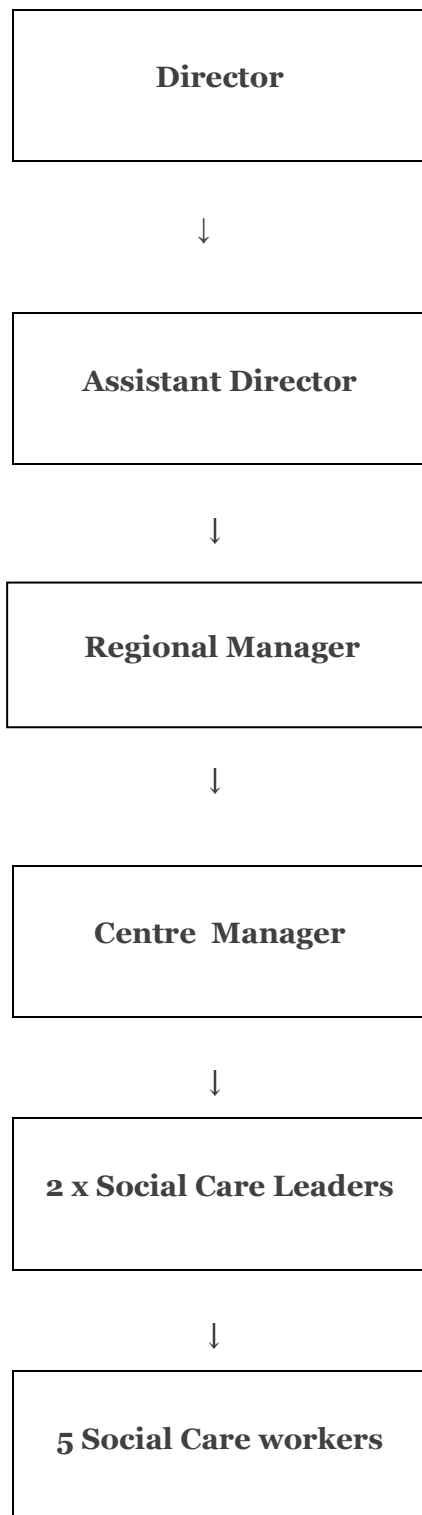 Director
↓
Assistant Director
↓
Regional Manager
↓
Centre Manager
↓
2 x Social Care Leaders
↓
5 Social Care workers